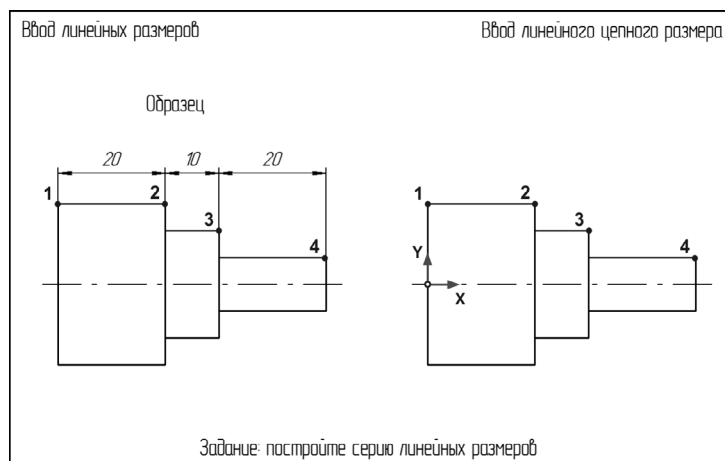 Ввод линейных размеров
Ввод линейного цепного размера
Образец
20 10 20
1 2 3 4
1 2 3 4
Y
X
Задание: постройте серию линейных размеров